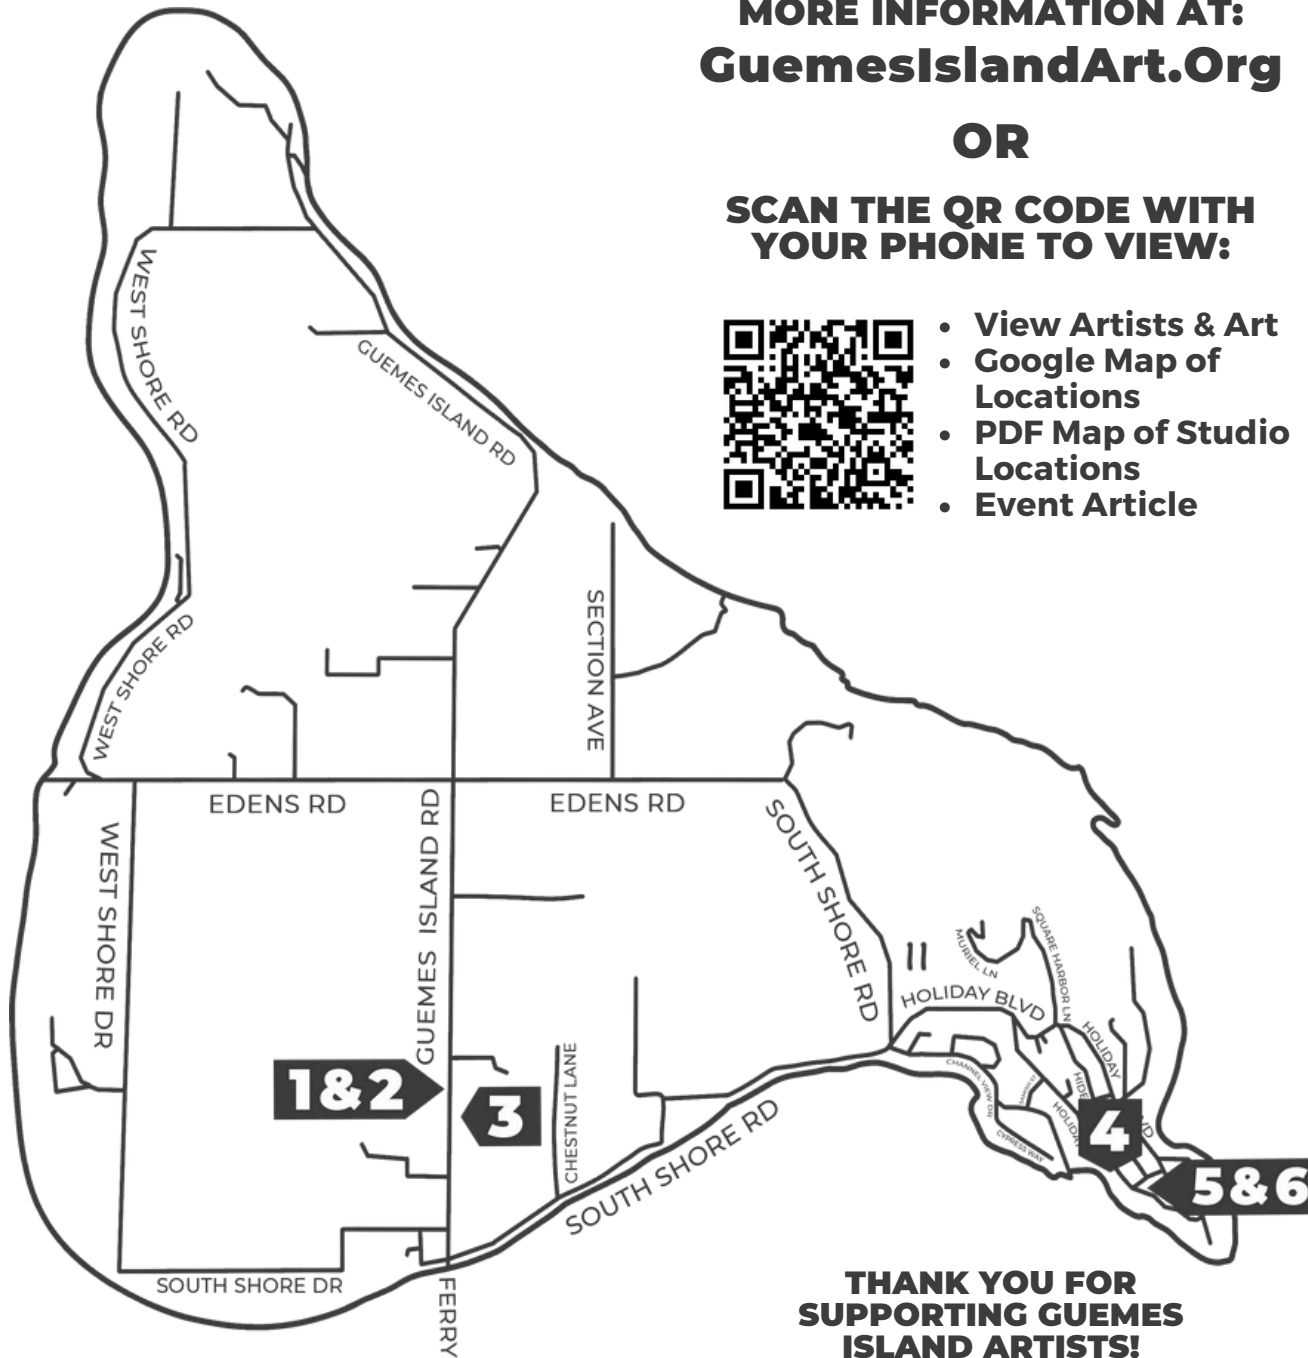 MORE INFORMATION AT:
GuemesIslandArt.Org
OR
SCAN THE QR CODE WITH
YOUR PHONE TO VIEW:
• View Artists & Art
• Google Map of
Locations
• PDF Map of Studio
Locations
• Event Article
WEST SHORE RD
GUEMES ISLAND RD
SECTION AVE
WEST SHORE RD
EDENS RD
EDENS RD
GUEMES ISLAND RD
WEST SHORE DR
SOUTH SHORE RD
MURIEL LN
SQUARE HARBOR LN
HOLIDAY BLVD
HOLIDAY
CHANNEL VIEW DR
HOLIDA
VD
CYPRESS WAY
1&2
3
CHESTNUT LANE
4
5&6
SOUTH SHORE RD
SOUTH SHORE DR
FERRY
THANK YOU FOR
SUPPORTING GUEMES
ISLAND ARTISTS!